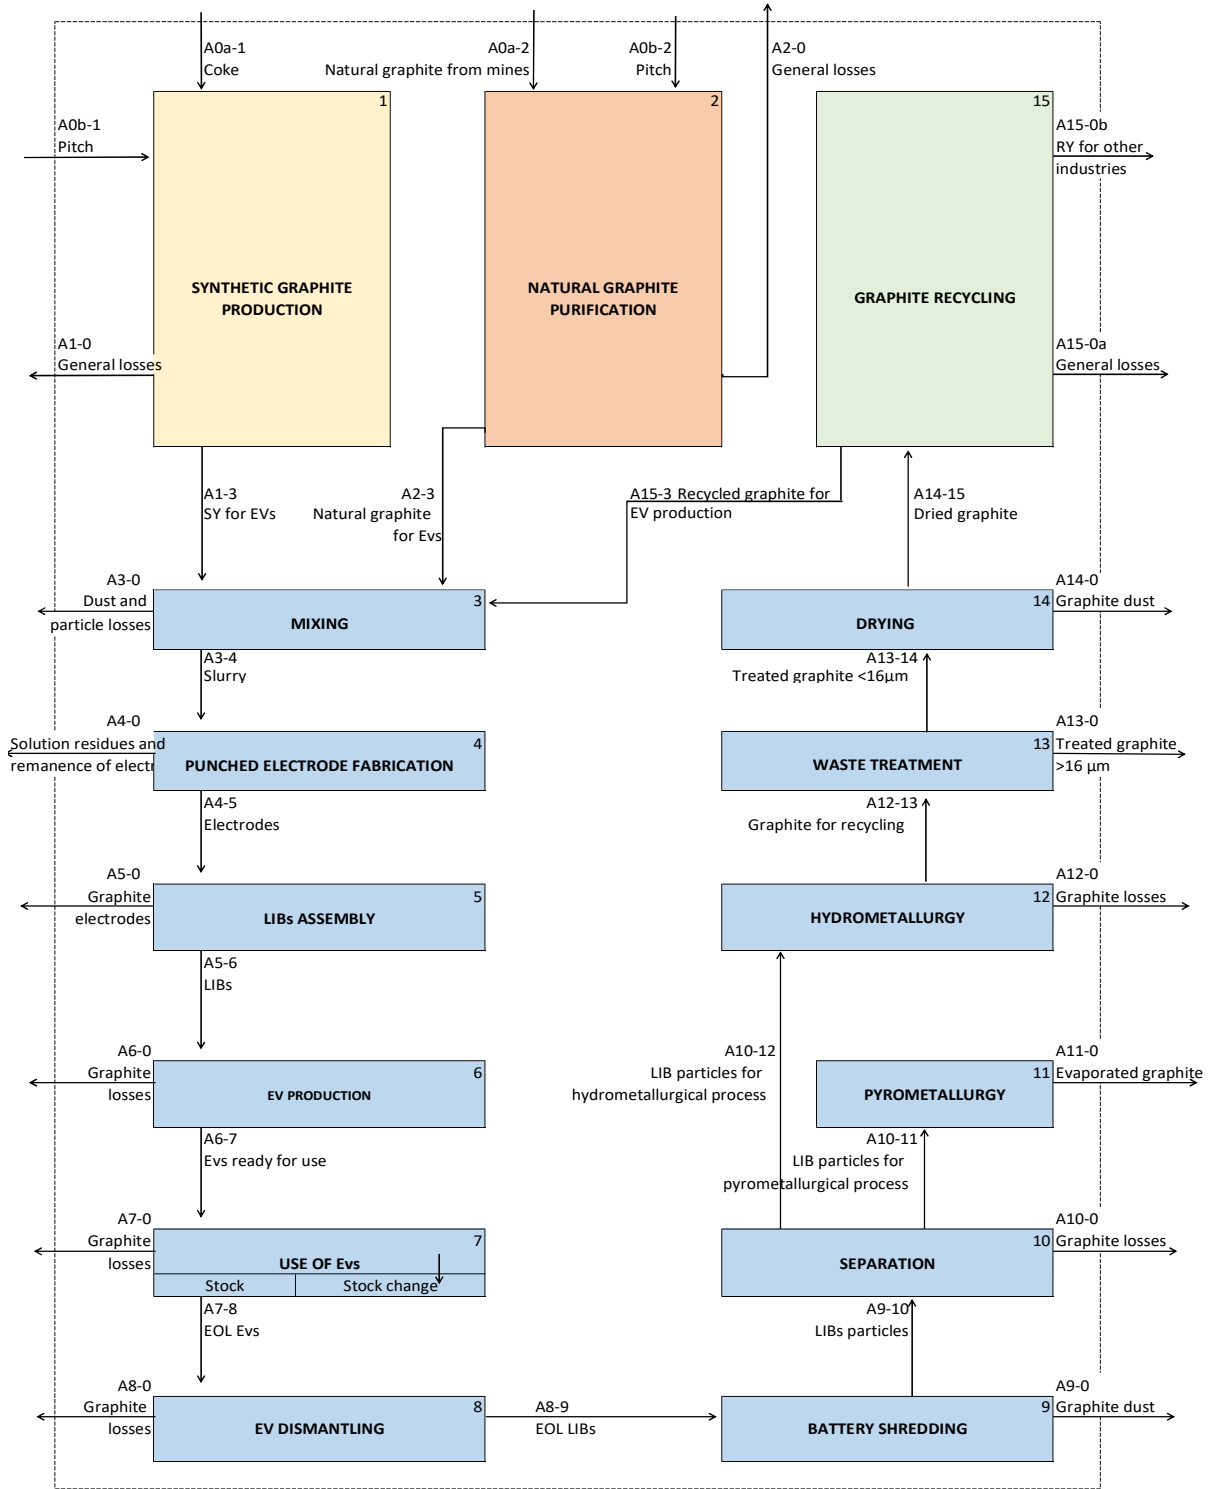 A0a-1
Coke
A0a-2
Natural graphite from mines
A0b-2
Pitch
A2-0
General losses
1
2
15
A0b-1
Pitch
A15-0b
RY for other
industries
SYNTHETIC GRAPHITE
PRODUCTION
NATURAL GRAPHITE
PURIFICATION
GRAPHITE RECYCLING
A1-0
General losses
A15-0a
General losses
A1-3
SY for EVs
A2-3
Natural graphite
for Evs
A15-3 Recycled graphite for
EV production
A14-15
Dried graphite
A3-0
Dust and
particle losses
3
MIXING
14
DRYING
A14-0
Graphite dust
A3-4
Slurry
A13-14
Treated graphite <16μm
A4-0
Solution residues and
remanence of electr
4
PUNCHED ELECTRODE FABRICATION
13
WASTE TREATMENT
A13-0
Treated graphite
>16 μm
A4-5
Electrodes
A12-13
Graphite for recycling
A5-0
Graphite
electrodes
5
LIBs ASSEMBLY
12
HYDROMETALLURGY
A12-0
Graphite losses
A5-6
LIBs
A10-12
LIB particles for
hydrometallurgical process
A6-0
Graphite
losses
6
EV PRODUCTION
11
PYROMETALLURGY
A11-0
Evaporated graphite
A6-7
Evs ready for use
A10-11
LIB particles for
pyrometallurgical process
A7-0
Graphite
losses
7
USE OF Evs
Stock
Stock change
10
SEPARATION
A10-0
Graphite losses
A7-8
EOL Evs
A9-10
LIBs particles
A8-0
Graphite
losses
8
EV DISMANTLING
A8-9
EOL LIBs
9
BATTERY SHREDDING
A9-0
Graphite dust